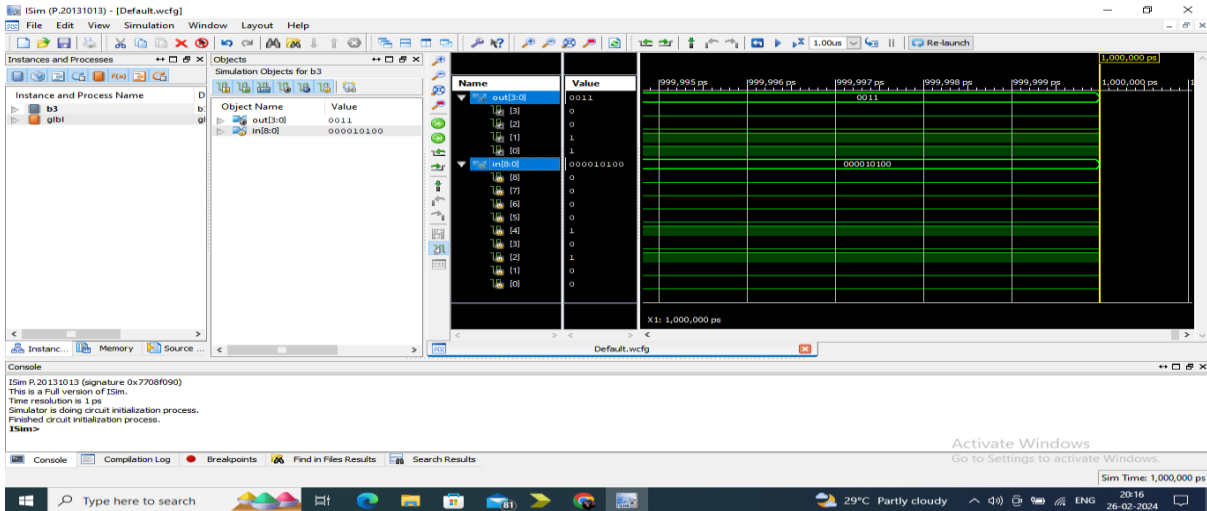 ISim (P.20131013) - [Default.wcfg]
File Edit View Simulation Window Layout Help
1.00us Re-launch
Instances and Processes
Instance and Process Name D
b3 b:
glbl gl
Instanc... Memory Source ...
Objects
Simulation Objects for b3
Object Name Value
out[3:0] 0011
in[8:0] 000010100
Name Value
out[3:0] 0011
[3] 0
[2] 0
[1] 1
[0] 1
in[8:0] 000010100
[8] 0
[7] 0
[6] 0
[5] 0
[4] 1
[3] 0
[2] 1
[1] 0
[0] 0
1,000,000 ps
999,995 ps 999,996 ps 999,997 ps 999,998 ps 999,999 ps 1,000,000 ps 1
0011
000010100
X1: 1,000,000 ps
Default.wcfg
Console
ISim P.20131013 (signature 0x7708f090)
This is a Full version of ISim.
Time resolution is 1 ps
Simulator is doing circuit initialization process.
Finished circuit initialization process.
ISim>
Activate Windows
Go to Settings to activate Windows.
Console Compilation Log Breakpoints Find in Files Results Search Results
Sim Time: 1,000,000 ps
Type here to search
81
29°C Partly cloudy ENG
20:16
26-02-2024